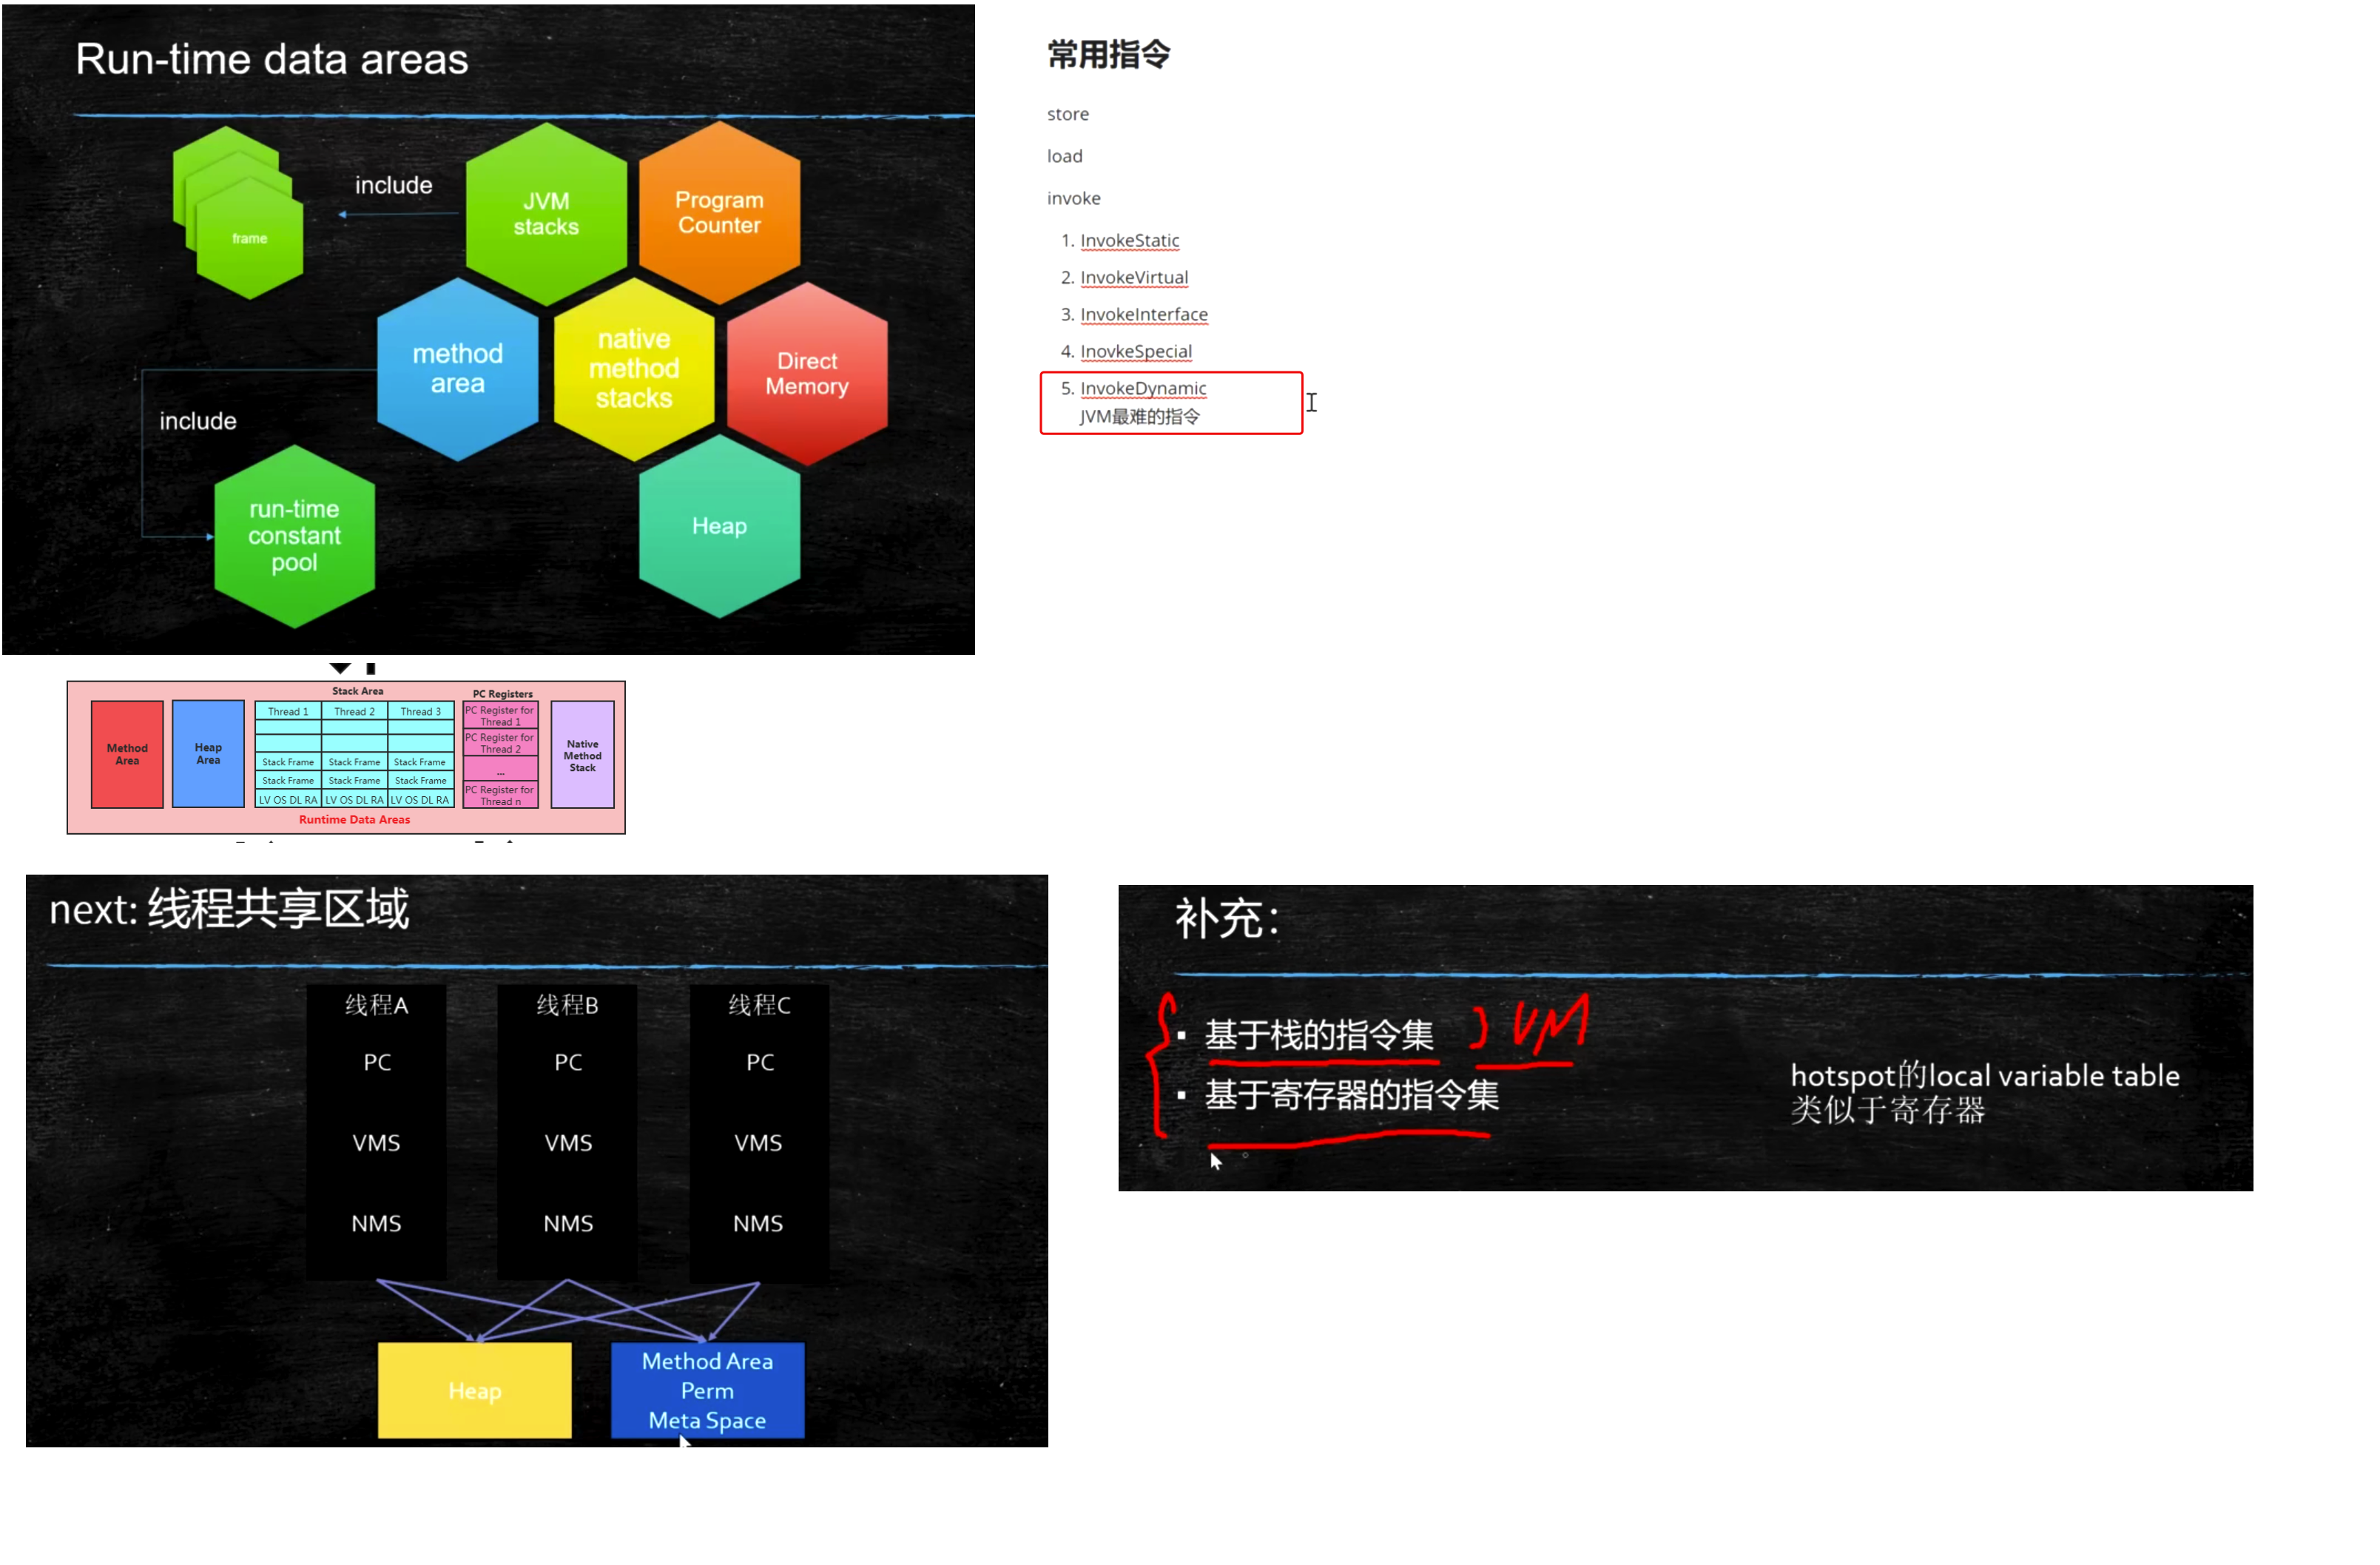 Run-time data areas
include
frame
JVM
stacks
Program
Counter
method
area
native
method
stacks
Direct
Memory
include
run-time
constant
pool
Heap
常用指令
store
load
invoke
1. InvokeStatic
2. InvokeVirtual
3. InvokeInterface
4. InovkeSpecial
5. InvokeDynamic
JVM最难的指令
Stack Area
PC Registers
Method
Area
Heap
Area
Thread 1 Thread 2 Thread 3
Stack Frame Stack Frame Stack Frame
Stack Frame Stack Frame Stack Frame
LV OS DL RA LV OS DL RA LV OS DL RA
PC Register for
Thread 1
PC Register for
Thread 2
...
PC Register for
Thread n
Native
Method
Stack
Runtime Data Areas
next: 线程共享区域
线程A 线程B 线程C
PC PC PC
VMS VMS VMS
NMS NMS NMS
Heap
Method Area
Perm
Meta Space
补充：
▪ 基于栈的指令集 JVM
▪ 基于寄存器的指令集
hotspot的local variable table
类似于寄存器